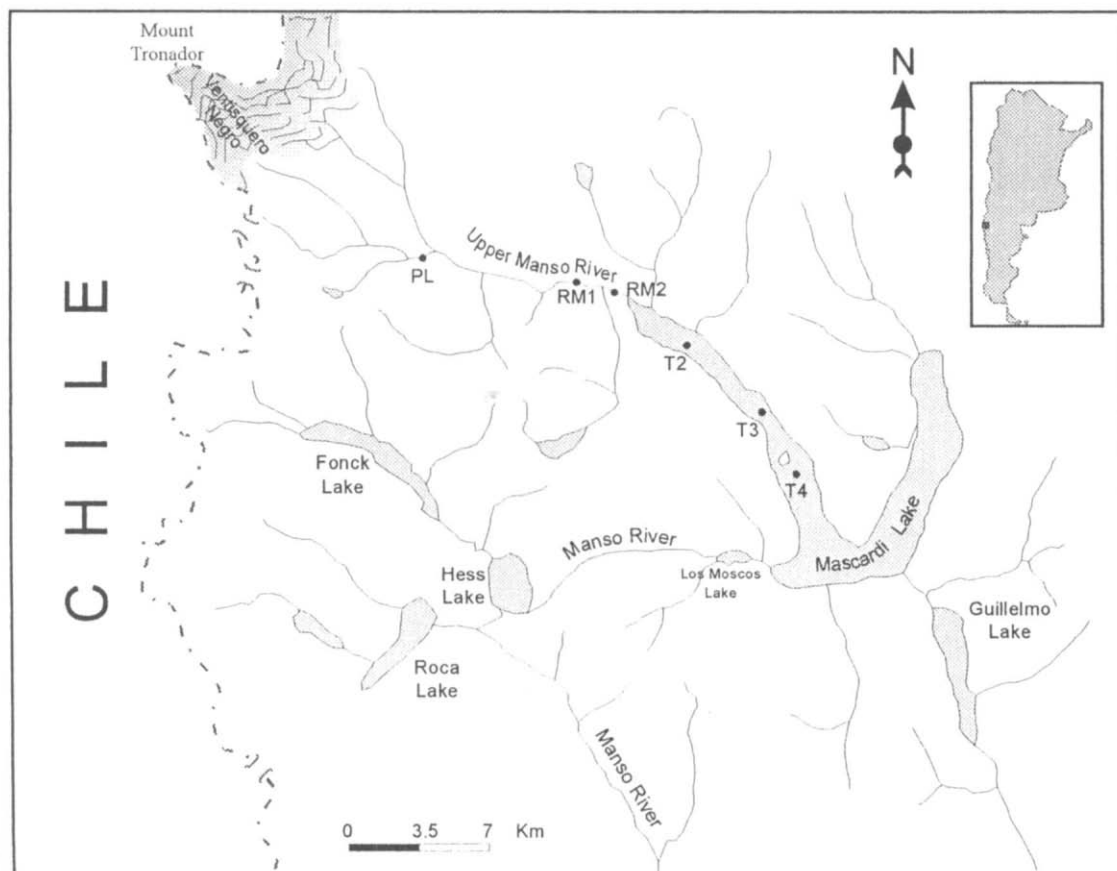 Mount
Tronador
Ventisquero
Negro
N
CHILE
Upper Manso River
PL
RM1
RM2
T2
T3
T4
Fonck
Lake
Manso River
Mascardi Lake
Hess
Lake
Los Moscos
Lake
Guillelmo
Lake
Roca
Lake
Manso River
0 3.5 7 Km